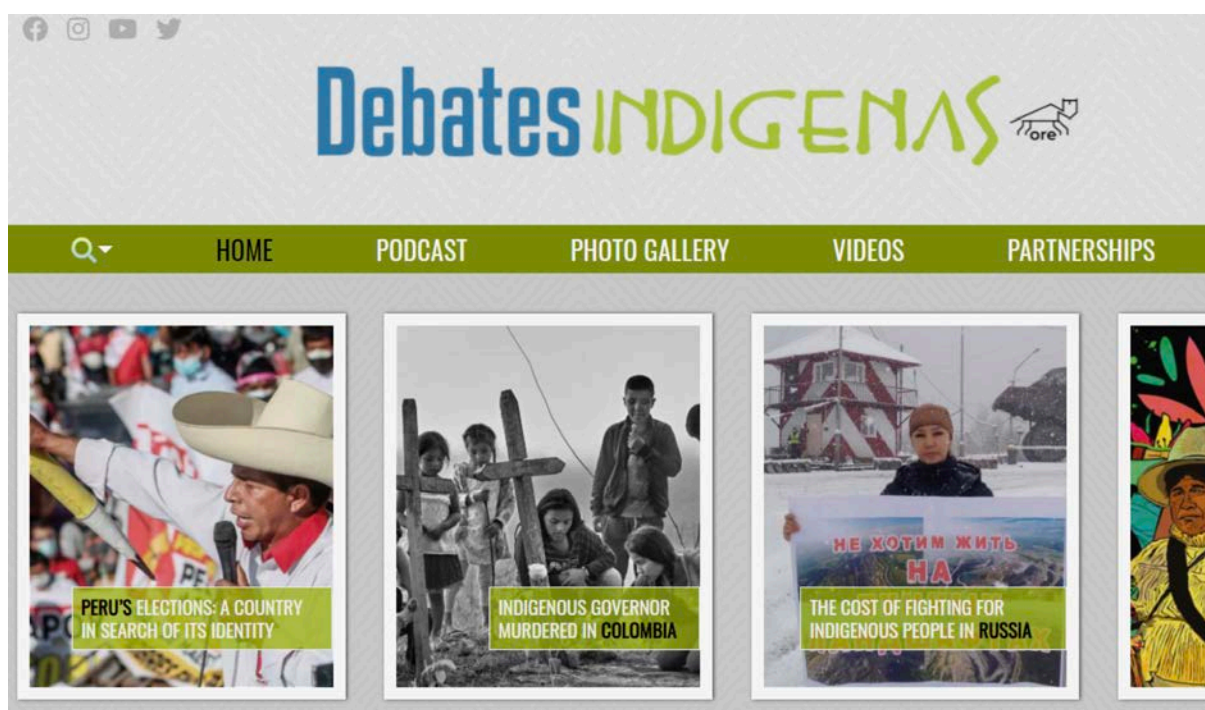 Debates INDIGENAS
ore
HOME PODCAST PHOTO GALLERY VIDEOS PARTNERSHIPS
PERU'S ELECTIONS: A COUNTRY
IN SEARCH OF ITS IDENTITY
INDIGENOUS GOVERNOR
MURDERED IN COLOMBIA
НЕ ХОТИМ ЖИТЬ
НА
THE COST OF FIGHTING FOR
INDIGENOUS PEOPLE IN RUSSIA